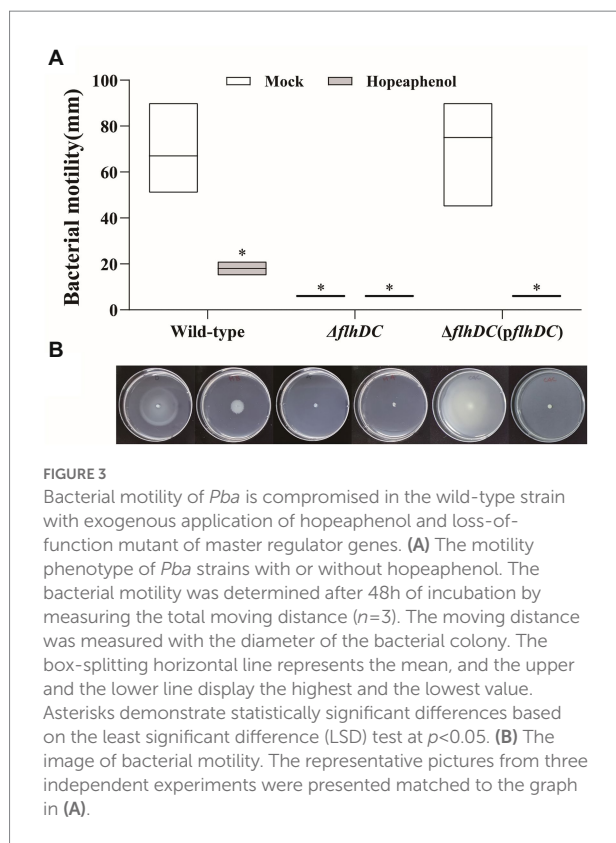 A
Mock Hopeaphenol
Bacterial motility(mm)
100
80
60
40
20
0
*
* *
*
Wild-type ΔflhDC ΔflhDC(pflhDC)
B
FIGURE 3
Bacterial motility of Pba is compromised in the wild-type strain
with exogenous application of hopeaphenol and loss-of-
function mutant of master regulator genes. (A) The motility
phenotype of Pba strains with or without hopeaphenol. The
bacterial motility was determined after 48h of incubation by
measuring the total moving distance (n=3). The moving distance
was measured with the diameter of the bacterial colony. The
box-splitting horizontal line represents the mean, and the upper
and the lower line display the highest and the lowest value.
Asterisks demonstrate statistically significant differences based
on the least significant difference (LSD) test at p<0.05. (B) The
image of bacterial motility. The representative pictures from three
independent experiments were presented matched to the graph
in (A).